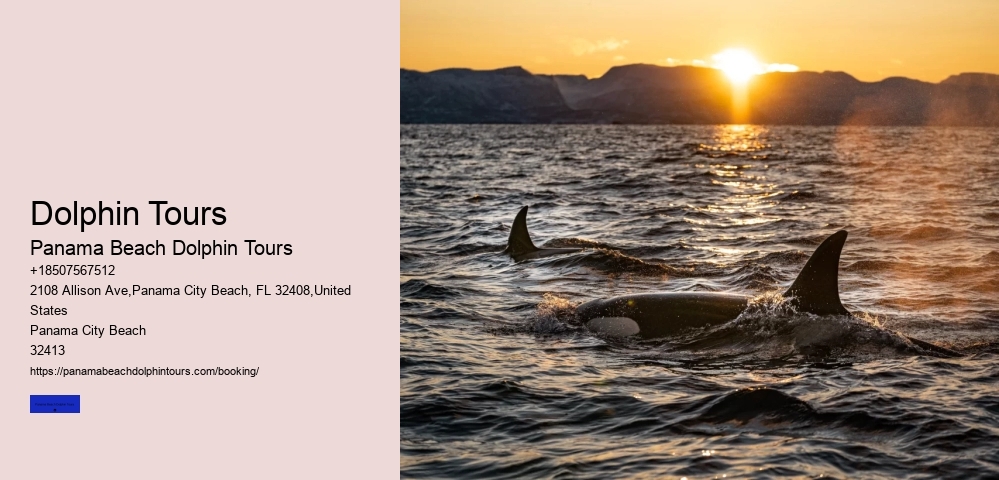 Dolphin Tours
Panama Beach Dolphin Tours
+18507567512
2108 Allison Ave,Panama City Beach, FL 32408,United
States
Panama City Beach
32413
https://panamabeachdolphintours.com/booking/